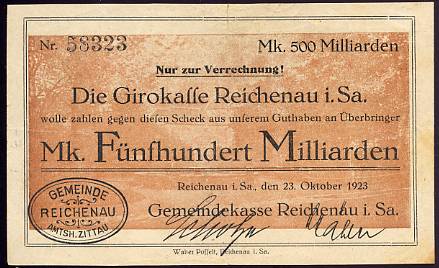 Nr. 58323 Mk. 500 Milliarden
Nur zur Verrechnung!
Die Girokasse Reichenau i. Sa.
wolle zahlen gegen diesen Scheck aus unserem Guthaben an Überbringer
Mk. Fünfhundert Milliarden
Reichenau i. Sa., den 23. Oktober 1923
Gemeindekasse Reichenau i. Sa.
GEMEINDE
REICHENAU
AMTSH. ZITTAU
Walter Posselt, Reichenau i. Sa.